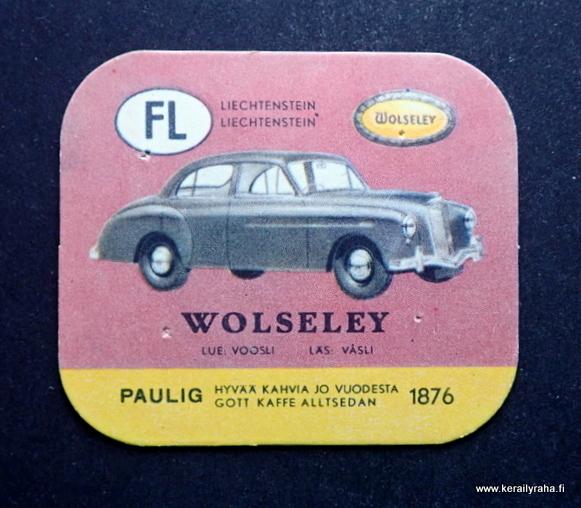 FL
LIECHTENSTEIN
LIECHTENSTEIN
WOLSELEY
WOLSELEY
LUE: VOOSLI LÄS: VÅSLI
PAULIG HYVÄÄ KAHVIA JO VUODESTA 1876
GOTT KAFFE ALLTSEDAN
www.kerailyraha.fi